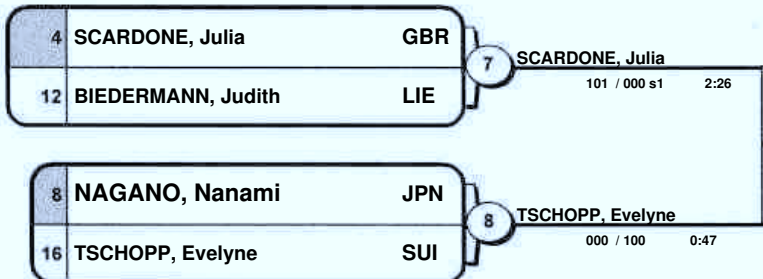 4 SCARDONE, Julia GBR
12 BIEDERMANN, Judith LIE
7
SCARDONE, Julia
101 / 000 s1 2:26
8 NAGANO, Nanami JPN
16 TSCHOPP, Evelyne SUI
8
TSCHOPP, Evelyne
000 / 100 0:47